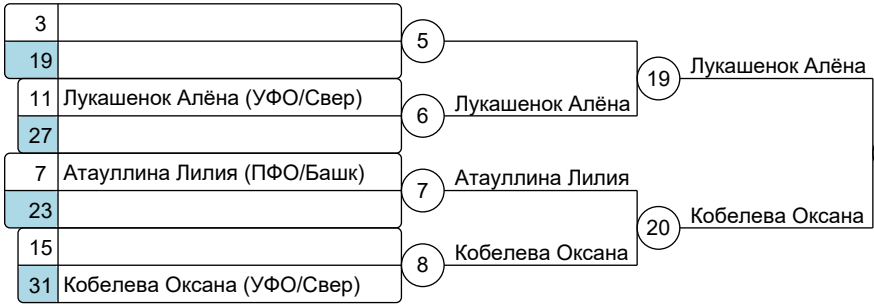 3
5
19
19 Лукашенок Алёна
11 Лукашенок Алёна (УФО/Свер)
6 Лукашенок Алёна
27
7 Атауллина Лилия (ПФО/Башк)
7 Атауллина Лилия
23
20 Кобелева Оксана
15
8 Кобелева Оксана
31 Кобелева Оксана (УФО/Свер)